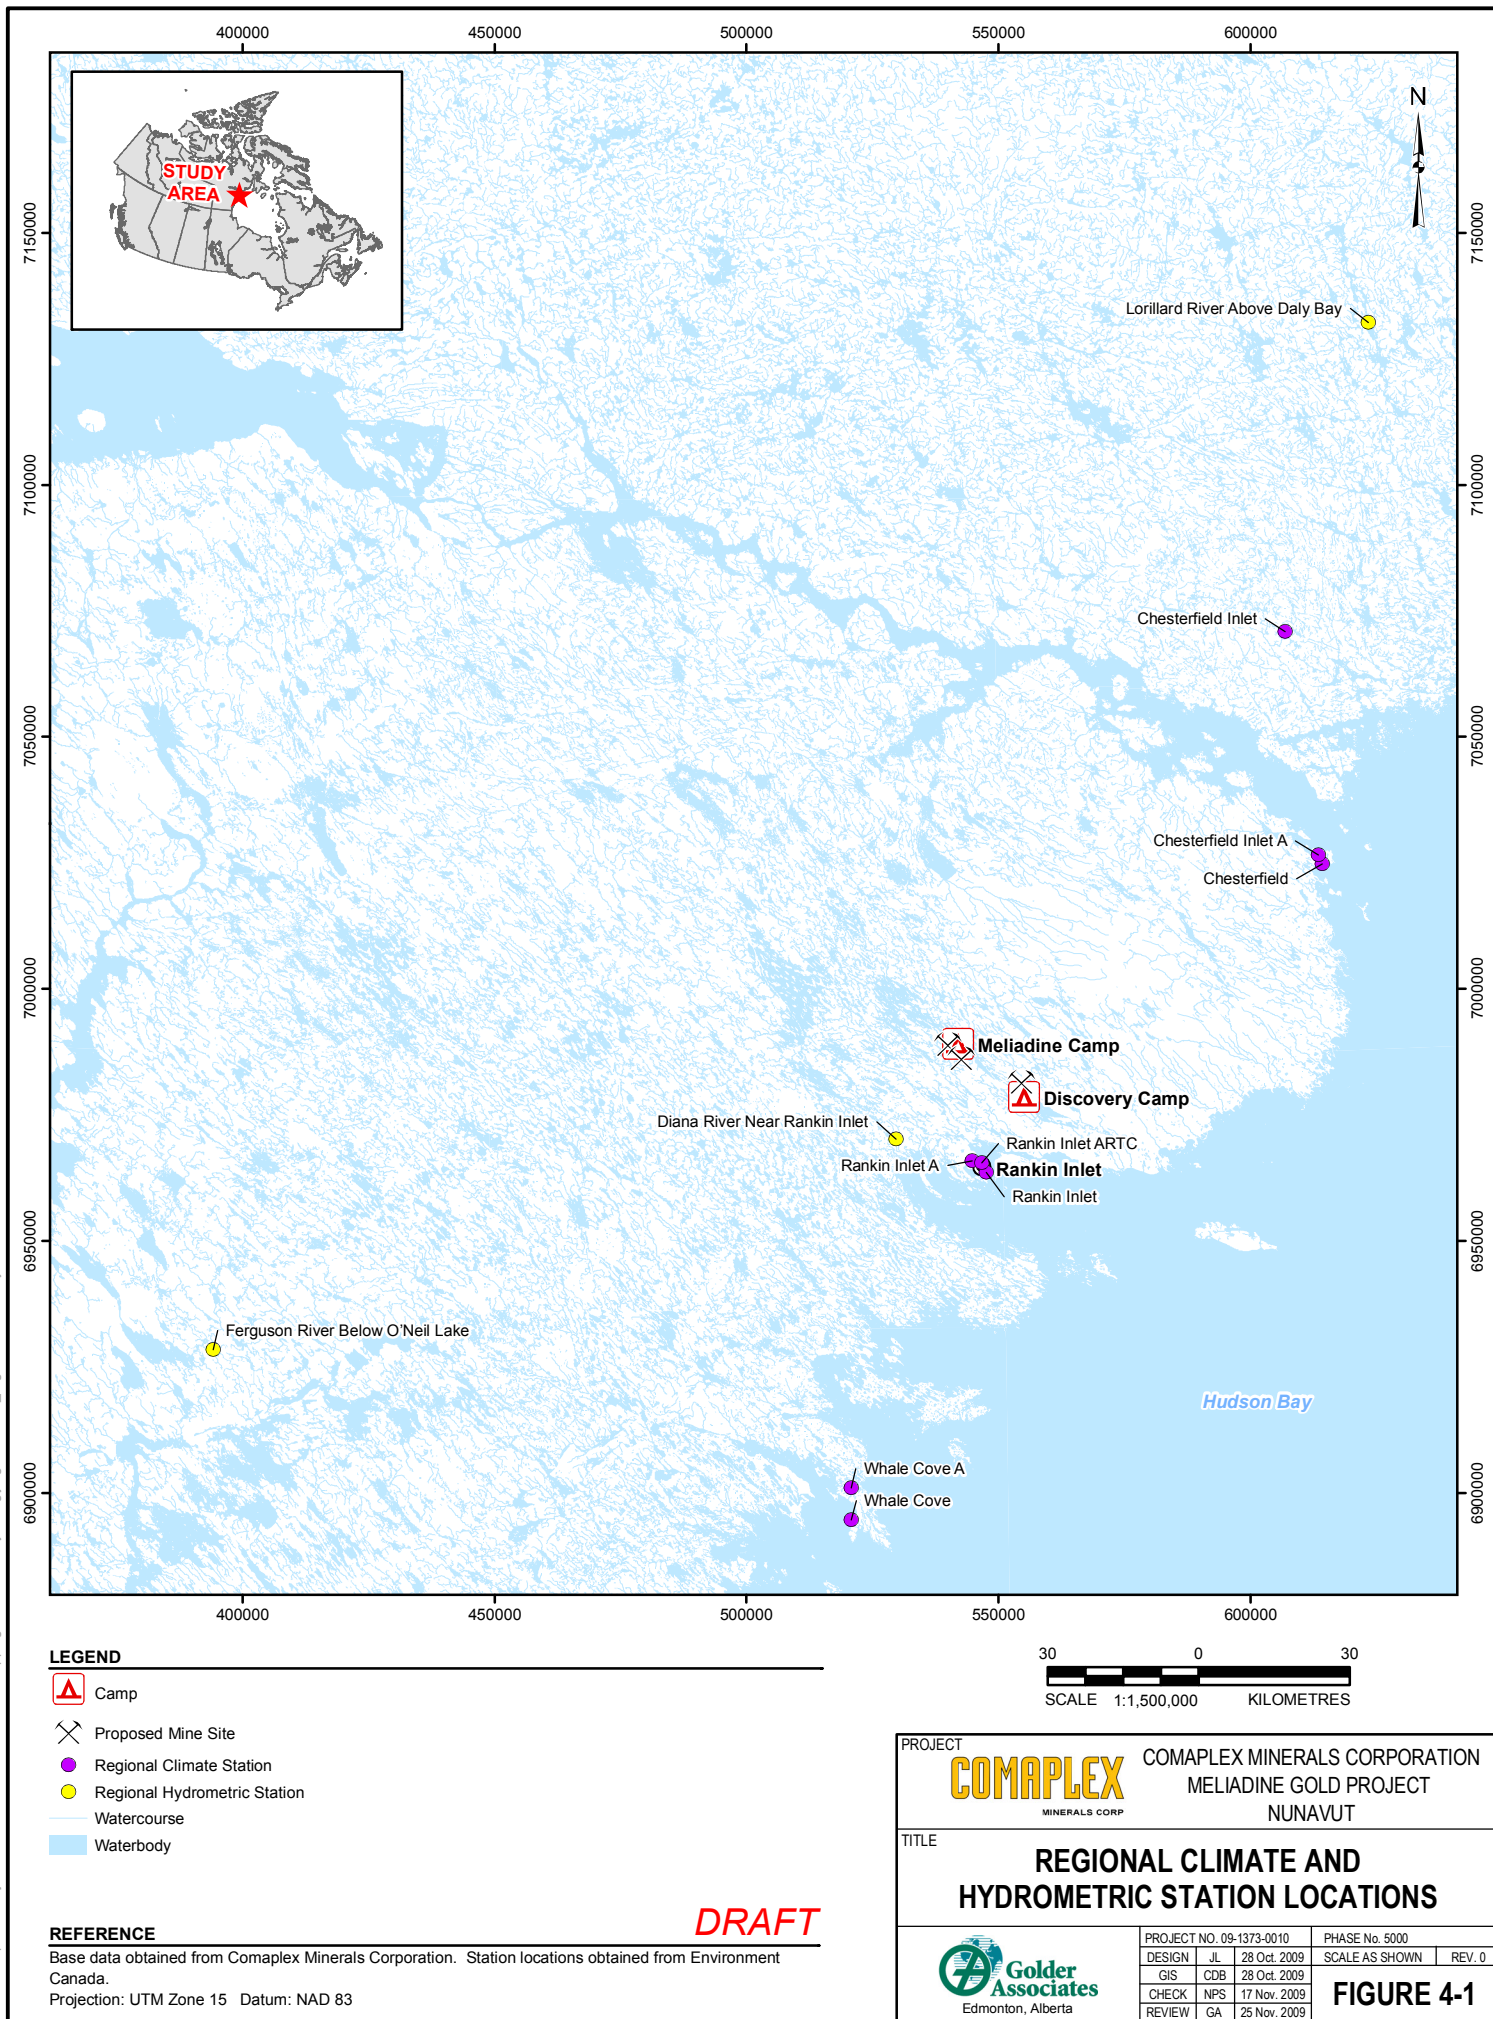 400000 450000 500000 550000 600000
STUDY
AREA
N
7150000 7150000
Lorillard River Above Daly Bay
7100000 7100000
Chesterfield Inlet
7050000 7050000
Chesterfield Inlet A
Chesterfield
7000000 7000000
Meliadine Camp
Discovery Camp
Diana River Near Rankin Inlet
Rankin Inlet ARTC
Rankin Inlet A
Rankin Inlet
Rankin Inlet
6950000 6950000
Ferguson River Below O'Neil Lake
Hudson Bay
Whale Cove A
Whale Cove
6900000 6900000
400000 450000 500000 550000 600000
LEGEND
Camp
Proposed Mine Site
Regional Climate Station
Regional Hydrometric Station
Watercourse
Waterbody
30 0 30
SCALE 1:1,500,000 KILOMETRES
REFERENCE
DRAFT
Base data obtained from Comaplex Minerals Corporation. Station locations obtained from Environment
Canada.
Projection: UTM Zone 15 Datum: NAD 83
PROJECT
COMAPLEX
MINERALS CORP
COMAPLEX MINERALS CORPORATION
MELIADINE GOLD PROJECT
NUNAVUT
TITLE
REGIONAL CLIMATE AND
HYDROMETRIC STATION LOCATIONS
Golder
Associates
Edmonton, Alberta
PROJECT NO. 09-1373-0010 PHASE No. 5000
DESIGN JL 28 Oct. 2009 SCALE AS SHOWN REV. 0
GIS CDB 28 Oct. 2009
CHECK NPS 17 Nov. 2009
REVIEW GA 25 Nov. 2009
FIGURE 4-1